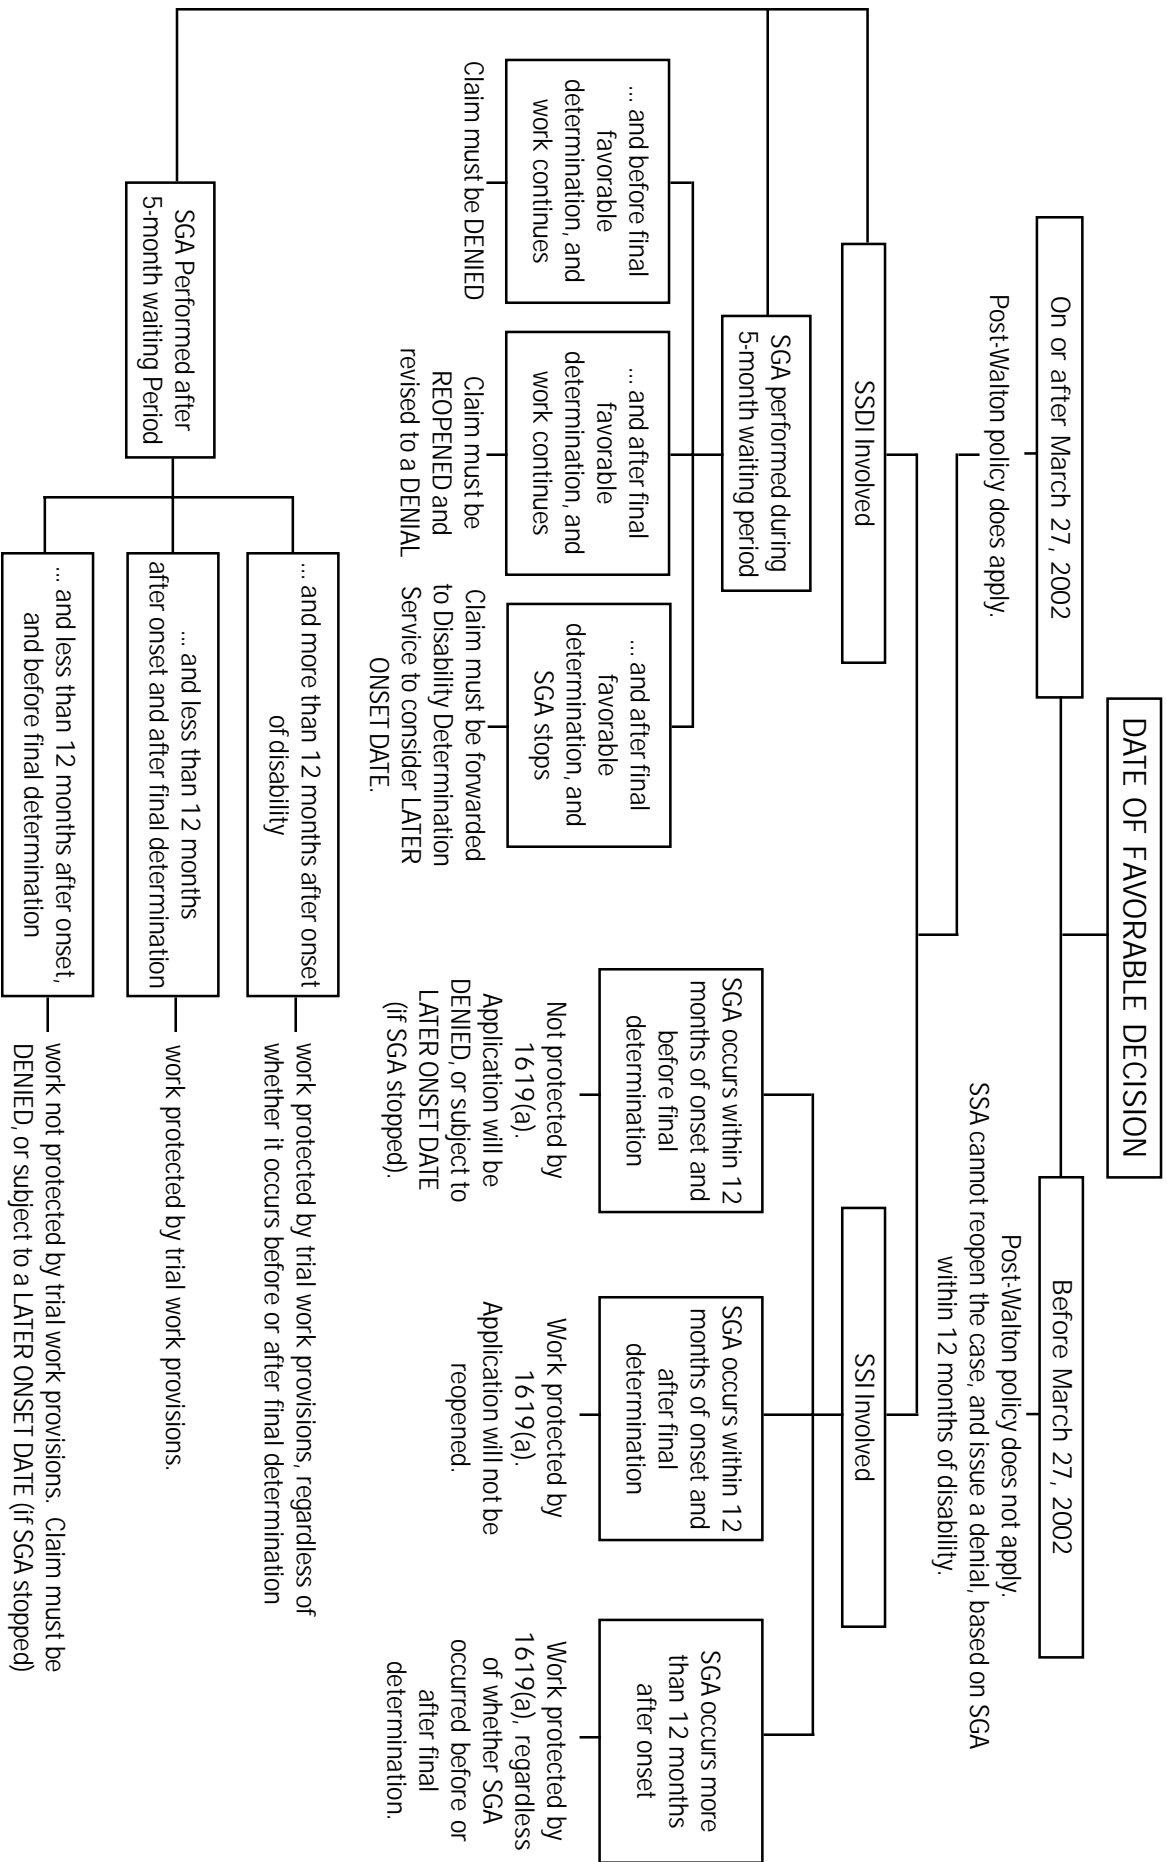 DATE OF FAVORABLE DECISION
On or after March 27, 2002
Post-Walton policy does apply.
Before March 27, 2002
Post-Walton policy does not apply.
SSA cannot reopen the case, and issue a denial, based on SGA
within 12 months of disability.
SSDI Involved
SGA performed during
5-month waiting period
... and before final
favorable
determination, and
work continues
Claim must be DENIED
... and after final
favorable
determination, and
work continues
Claim must be
REOPENED and
revised to a DENIAL
... and after final
favorable
determination, and
SGA stops
Claim must be forwarded
to Disability Determination
Service to consider LATER
ONSET DATE.
SSI Involved
SGA occurs within 12
months of onset and
before final
determination
Not protected by
1619(a).
Application will be
DENIED, or subject to
LATER ONSET DATE
(if SGA stopped).
SGA occurs within 12
months of onset and
after final
determination
Work protected by
1619(a).
Application will not be
reopened.
SGA occurs more
than 12 months
after onset
Work protected by
1619(a), regardless
of whether SGA
occurred before or
after final
determination.
SGA Performed after
5-month waiting Period
... and more than 12 months after onset
of disability
work protected by trial work provisions, regardless of
whether it occurs before or after final determination
... and less than 12 months
after onset and after final determination
work protected by trial work provisions.
... and less than 12 months after onset,
and before final determination
work not protected by trial work provisions. Claim must be
DENIED, or subject to a LATER ONSET DATE (if SGA stopped)